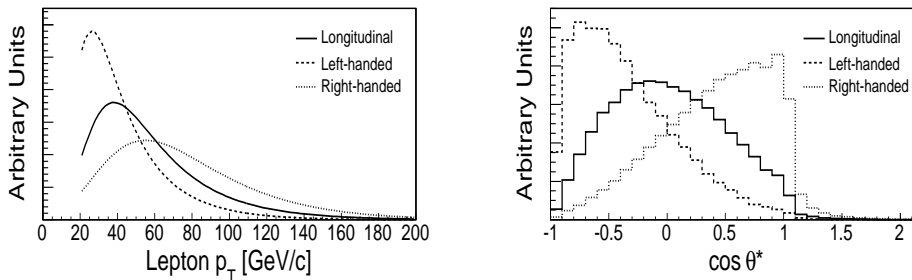 Arbitrary Units
Longitudinal
Left-handed
Right-handed
0 20 40 60 80 100 120 140 160 180 200
Lepton p_T [GeV/c]
Arbitrary Units
Longitudinal
Left-handed
Right-handed
-1 -0.5 0 0.5 1 1.5 2
cos θ*